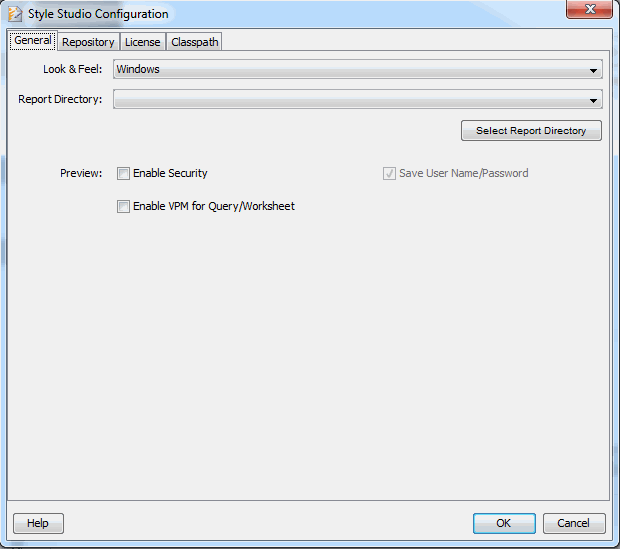 Style Studio Configuration
General Repository License Classpath
Look & Feel: Windows
Report Directory:
Select Report Directory
Preview: Enable Security Save User Name/Password
Enable VPM for Query/Worksheet
Help OK Cancel